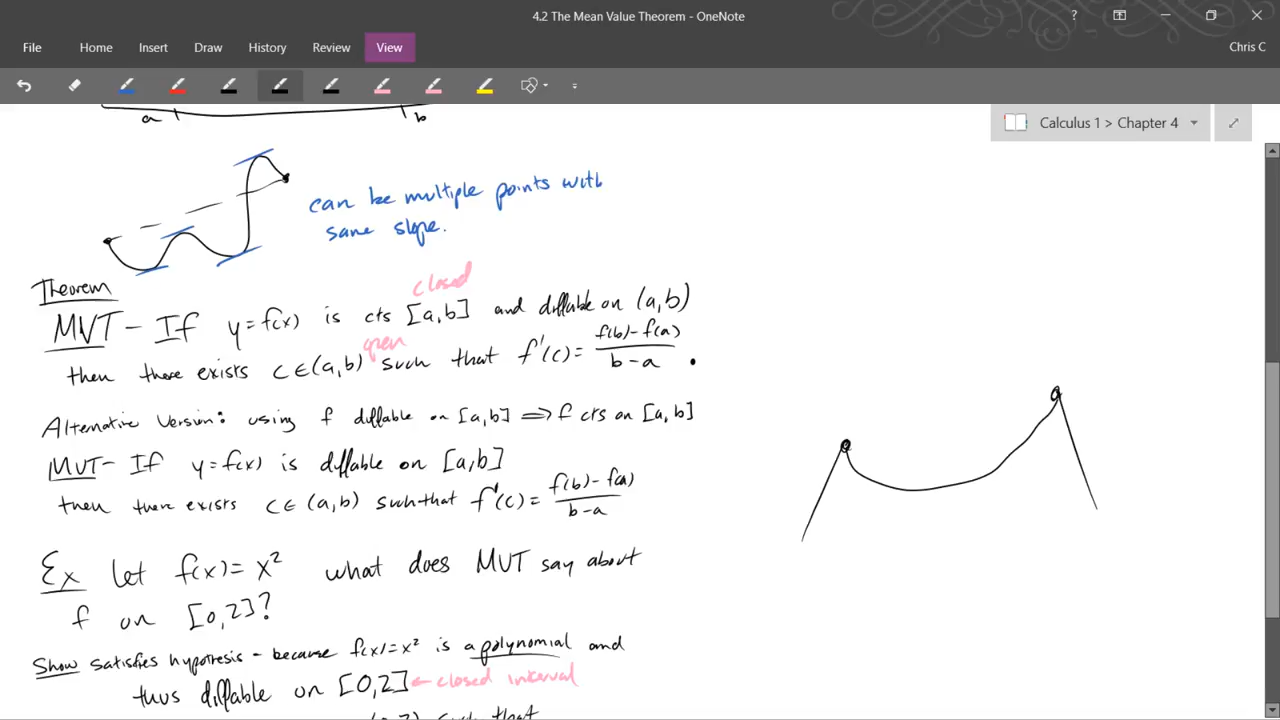 4.2 The Mean Value Theorem - OneNote
?
File Home Insert Draw History Review View
Chris C
Calculus 1 > Chapter 4
a b
can be multiple points with
same slope.
Theorem
closed
MVT - If y=f(x) is cts [a,b] and diffable on (a,b)
open
then there exists c∈(a,b) such that f'(c) = f(b)-f(a) / b-a .
Alternative Version: using f diffable on [a,b] ⟹ f cts on [a,b]
MVT - If y=f(x) is diffable on [a,b]
then there exists c∈(a,b) such that f'(c) = f(b)-f(a) / b-a
Ex let f(x)=x² what does MVT say about
f on [0,2]?
Show satisfies hypothesis - because f(x)=x² is a polynomial and
thus diffable on [0,2] ← closed interval
such that